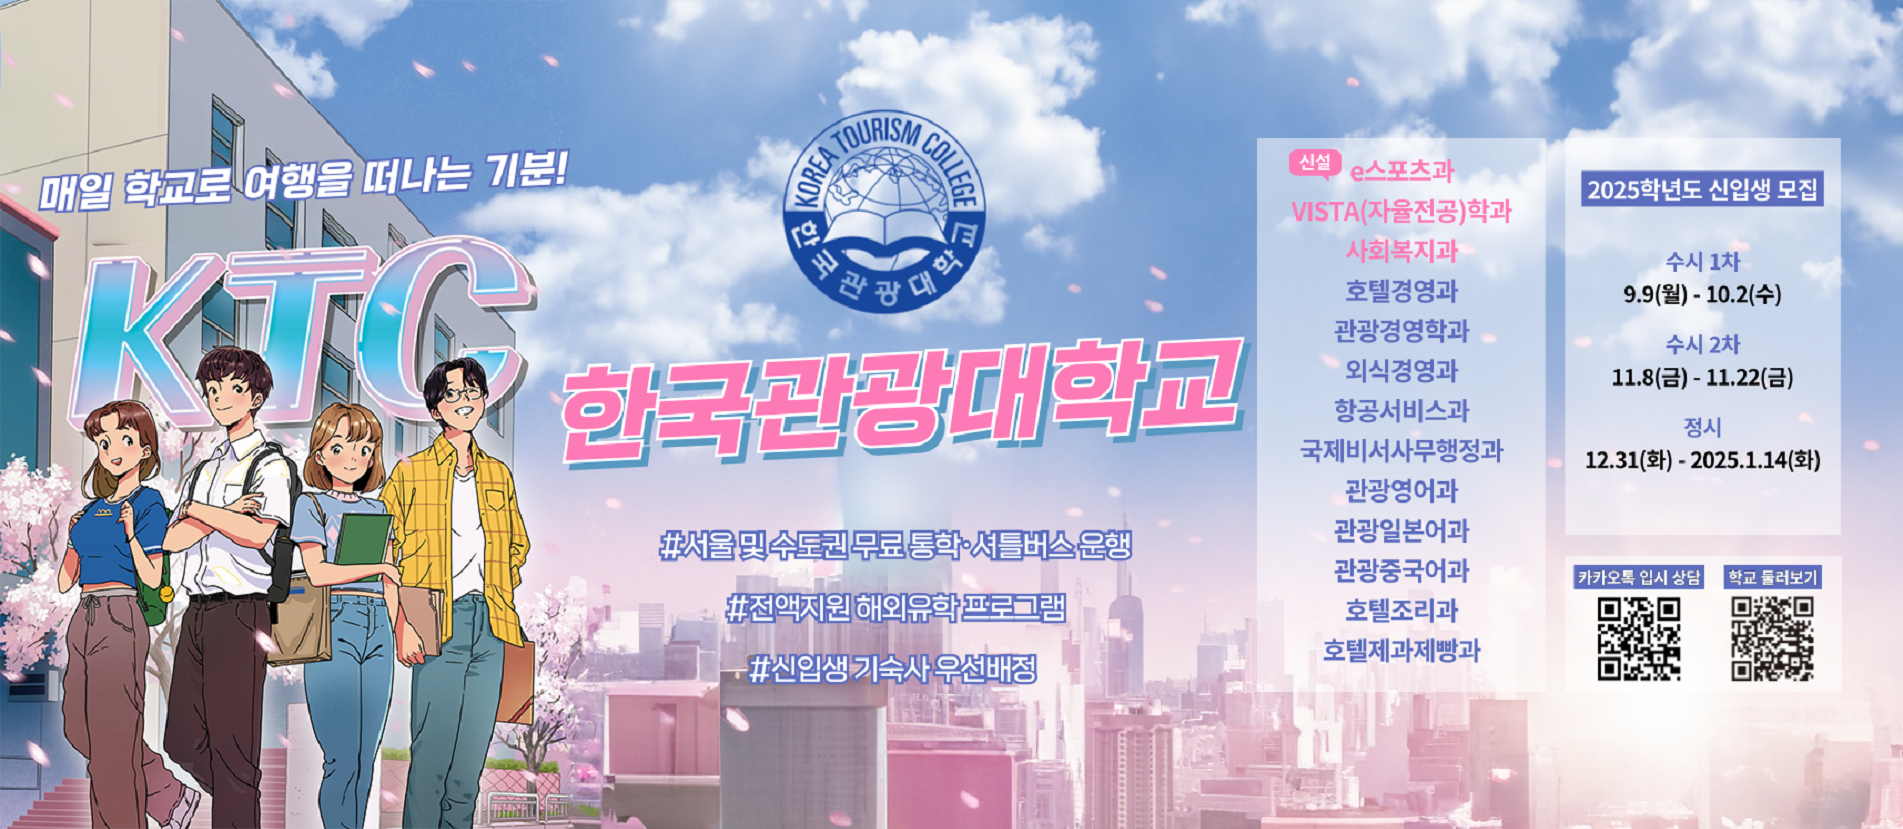 매일 학교로 여행을 떠나는 기분!
KTC
KOREA TOURISM COLLEGE
한국관광대학교
한국관광대학교
#서울 및 수도권 무료 통학·셔틀버스 운행
#전액지원 해외유학 프로그램
#신입생 기숙사 우선배정
신설 e스포츠과
VISTA(자율전공)학과
사회복지과
호텔경영과
관광경영학과
외식경영과
항공서비스과
국제비서사무행정과
관광영어과
관광일본어과
관광중국어과
호텔조리과
호텔제과제빵과
2025학년도 신입생 모집
수시 1차
9.9(월) - 10.2(수)
수시 2차
11.8(금) - 11.22(금)
정시
12.31(화) - 2025.1.14(화)
카카오톡 입시 상담
학교 둘러보기